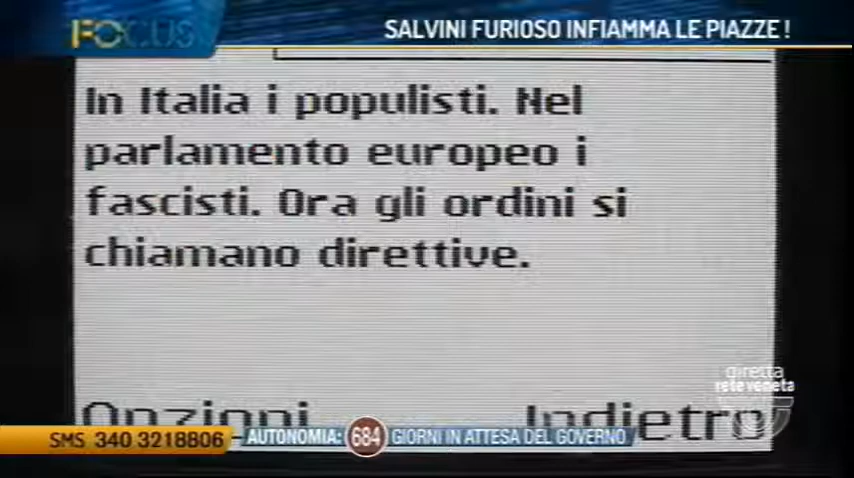 FOCUS
SALVINI FURIOSO INFIAMMA LE PIAZZE !
In Italia i populisti. Nel
parlamento europeo i
fascisti. Ora gli ordini si
chiamano direttive.
diretta
rete veneta
Opzioni Indietro
SMS 340 3218806 - AUTONOMIA: 684 GIORNI IN ATTESA DEL GOVERNO